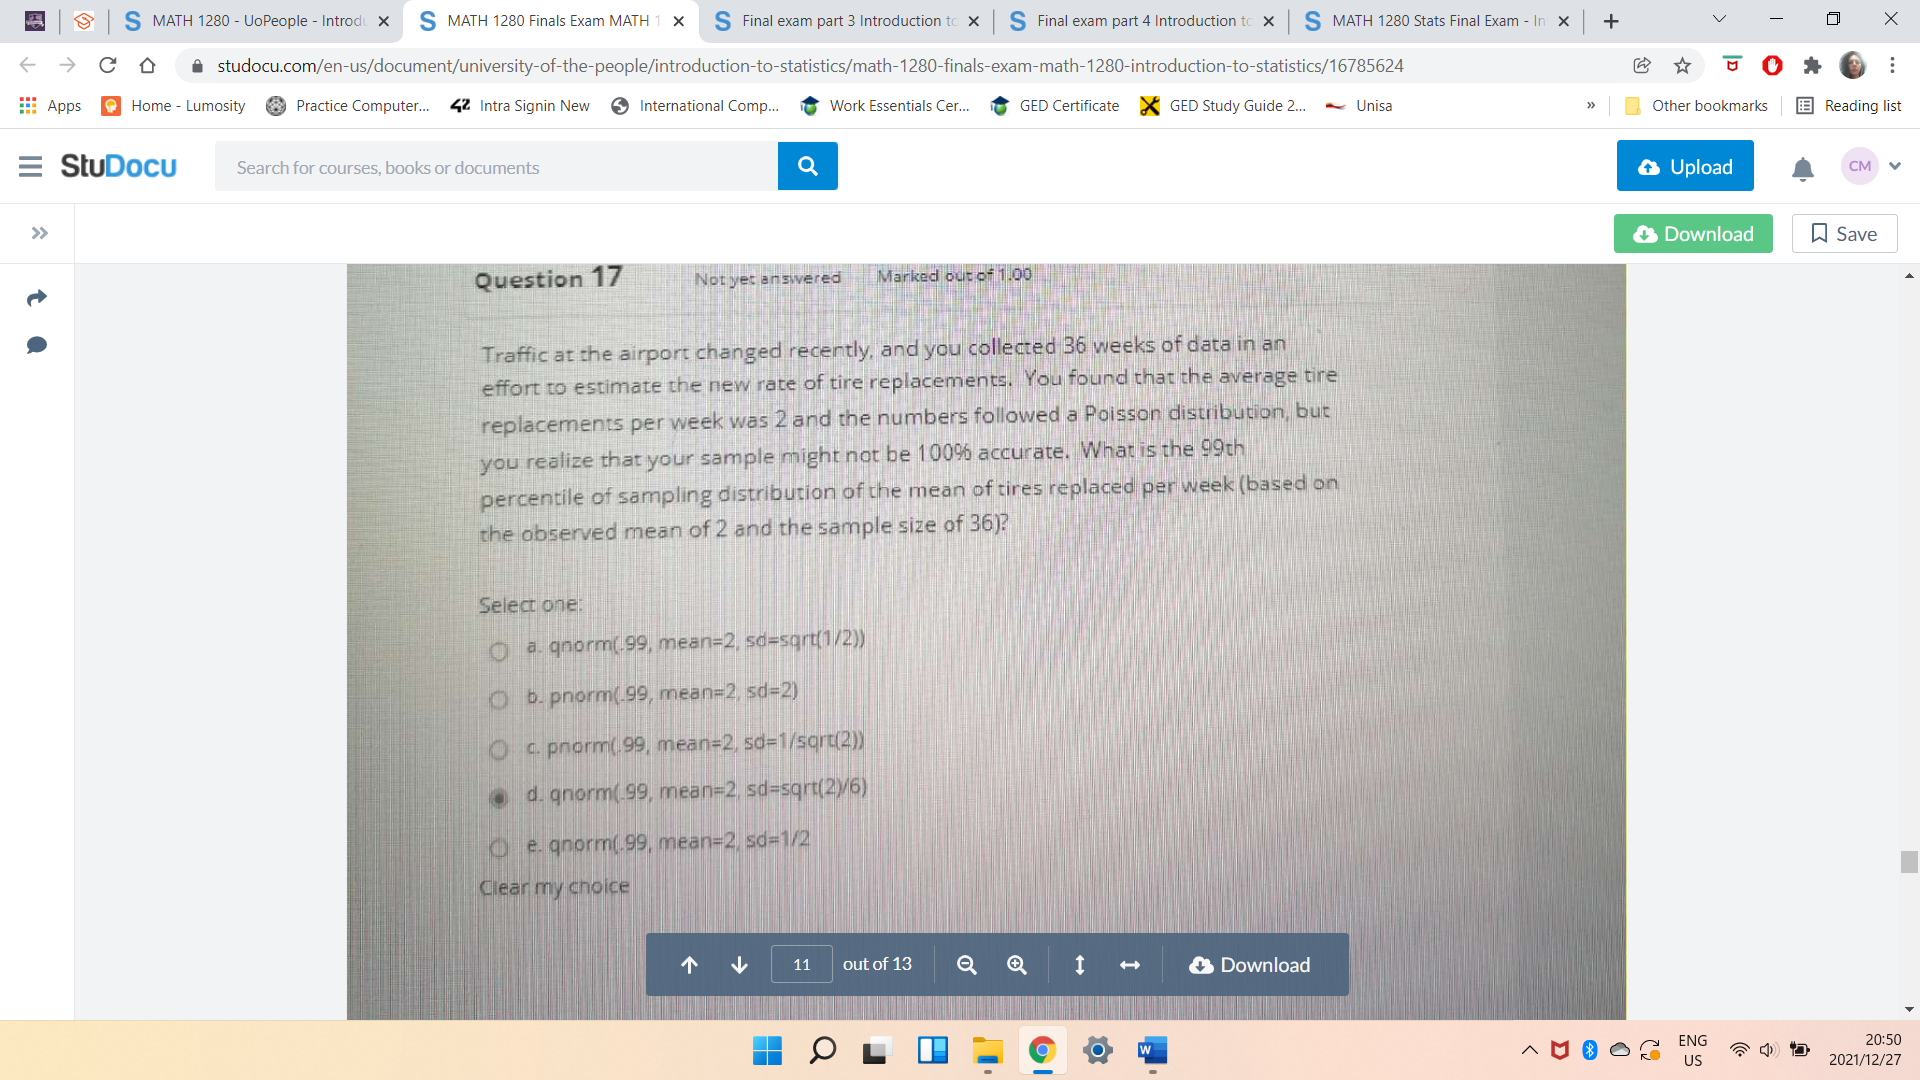 MATH 1280 - UoPeople - Introdu
MATH 1280 Finals Exam MATH 1
Final exam part 3 Introduction to
Final exam part 4 Introduction to
MATH 1280 Stats Final Exam - In
studocu.com/en-us/document/university-of-the-people/introduction-to-statistics/math-1280-finals-exam-math-1280-introduction-to-statistics/16785624
Apps
Home - Lumosity
Practice Computer...
Intra Signin New
International Comp...
Work Essentials Cer...
GED Certificate
GED Study Guide 2...
Unisa
»
Other bookmarks
Reading list
StuDocu
Search for courses, books or documents
Upload
CM
Download
Save
Question 17 Not yet answered Marked out of 1.00
Traffic at the airport changed recently, and you collected 36 weeks of data in an
effort to estimate the new rate of tire replacements. You found that the average tire
replacements per week was 2 and the numbers followed a Poisson distribution, but
you realize that your sample might not be 100% accurate. What is the 99th
percentile of sampling distribution of the mean of tires replaced per week (based on
the observed mean of 2 and the sample size of 36)?
Select one:
a. qnorm(.99, mean=2, sd=sqrt(1/2))
b. pnorm(.99, mean=2, sd=2)
c. pnorm(.99, mean=2, sd=1/sqrt(2))
d. qnorm(.99, mean=2, sd=sqrt(2)/6)
e. qnorm(.99, mean=2, sd=1/2
Clear my choice
11 out of 13
Download
ENG
US
20:50
2021/12/27